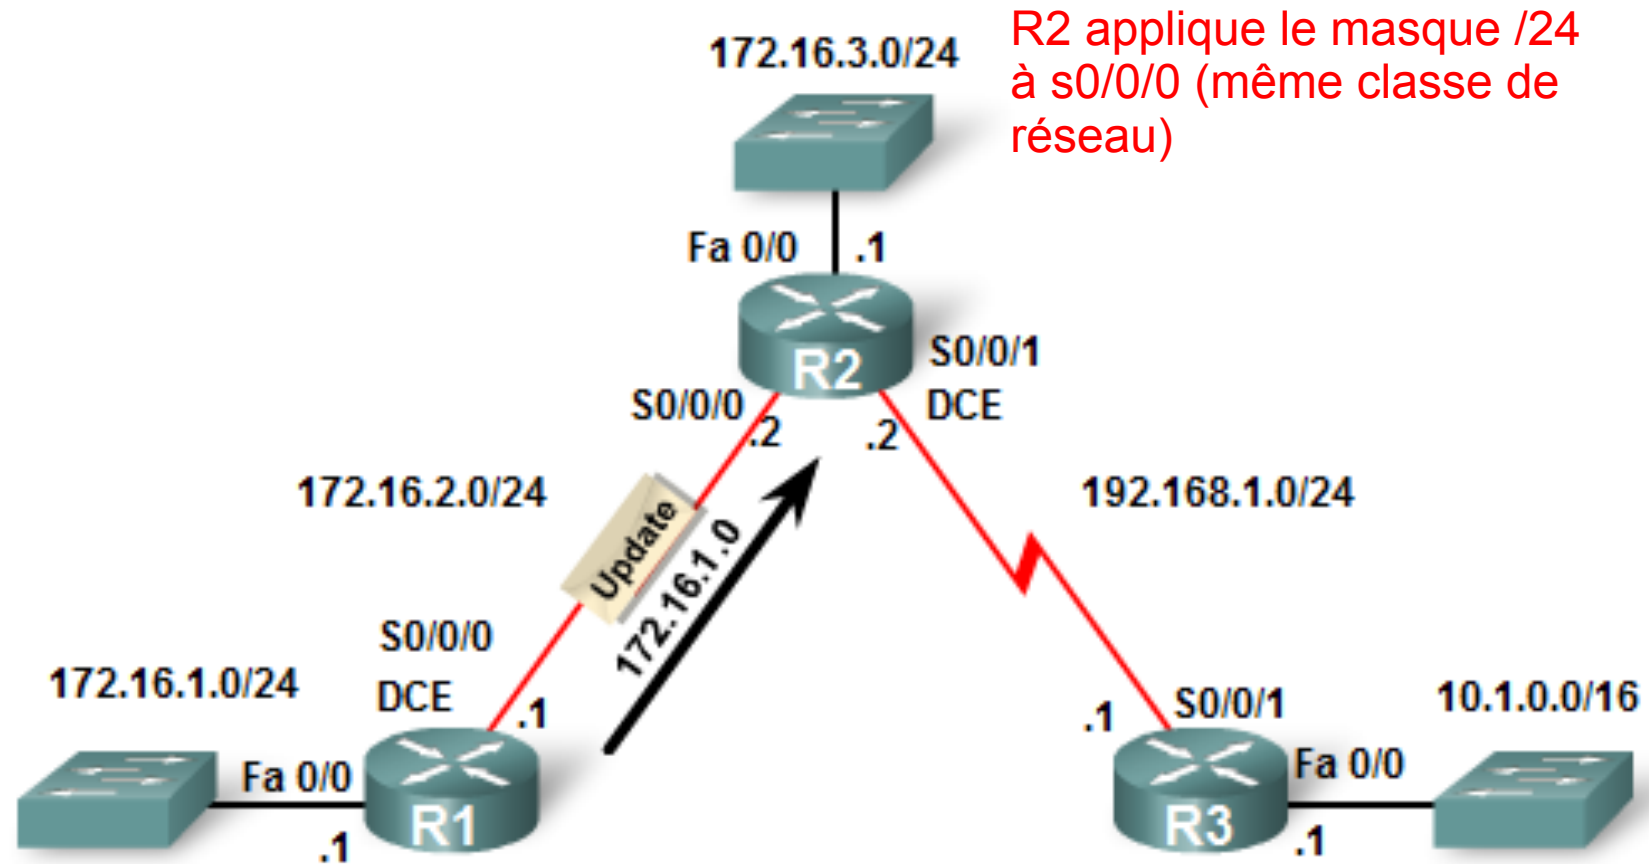 R2 applique le masque /24
à s0/0/0 (même classe de
réseau)
172.16.3.0/24
Fa 0/0
.1
R2
S0/0/1
DCE
S0/0/0
.2
.2
172.16.2.0/24
192.168.1.0/24
Update
172.16.1.0
S0/0/0
DCE
.1
172.16.1.0/24
Fa 0/0
.1
R1
.1
S0/0/1
10.1.0.0/16
Fa 0/0
.1
R3